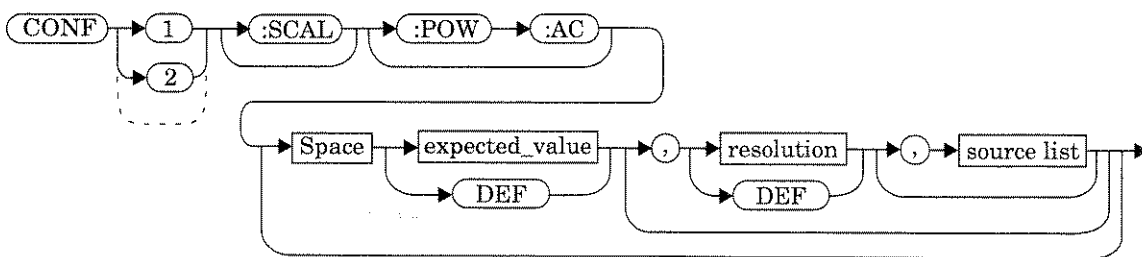 CONF 1 :SCAL :POW :AC
2
Space expected_value , resolution , source list
DEF DEF